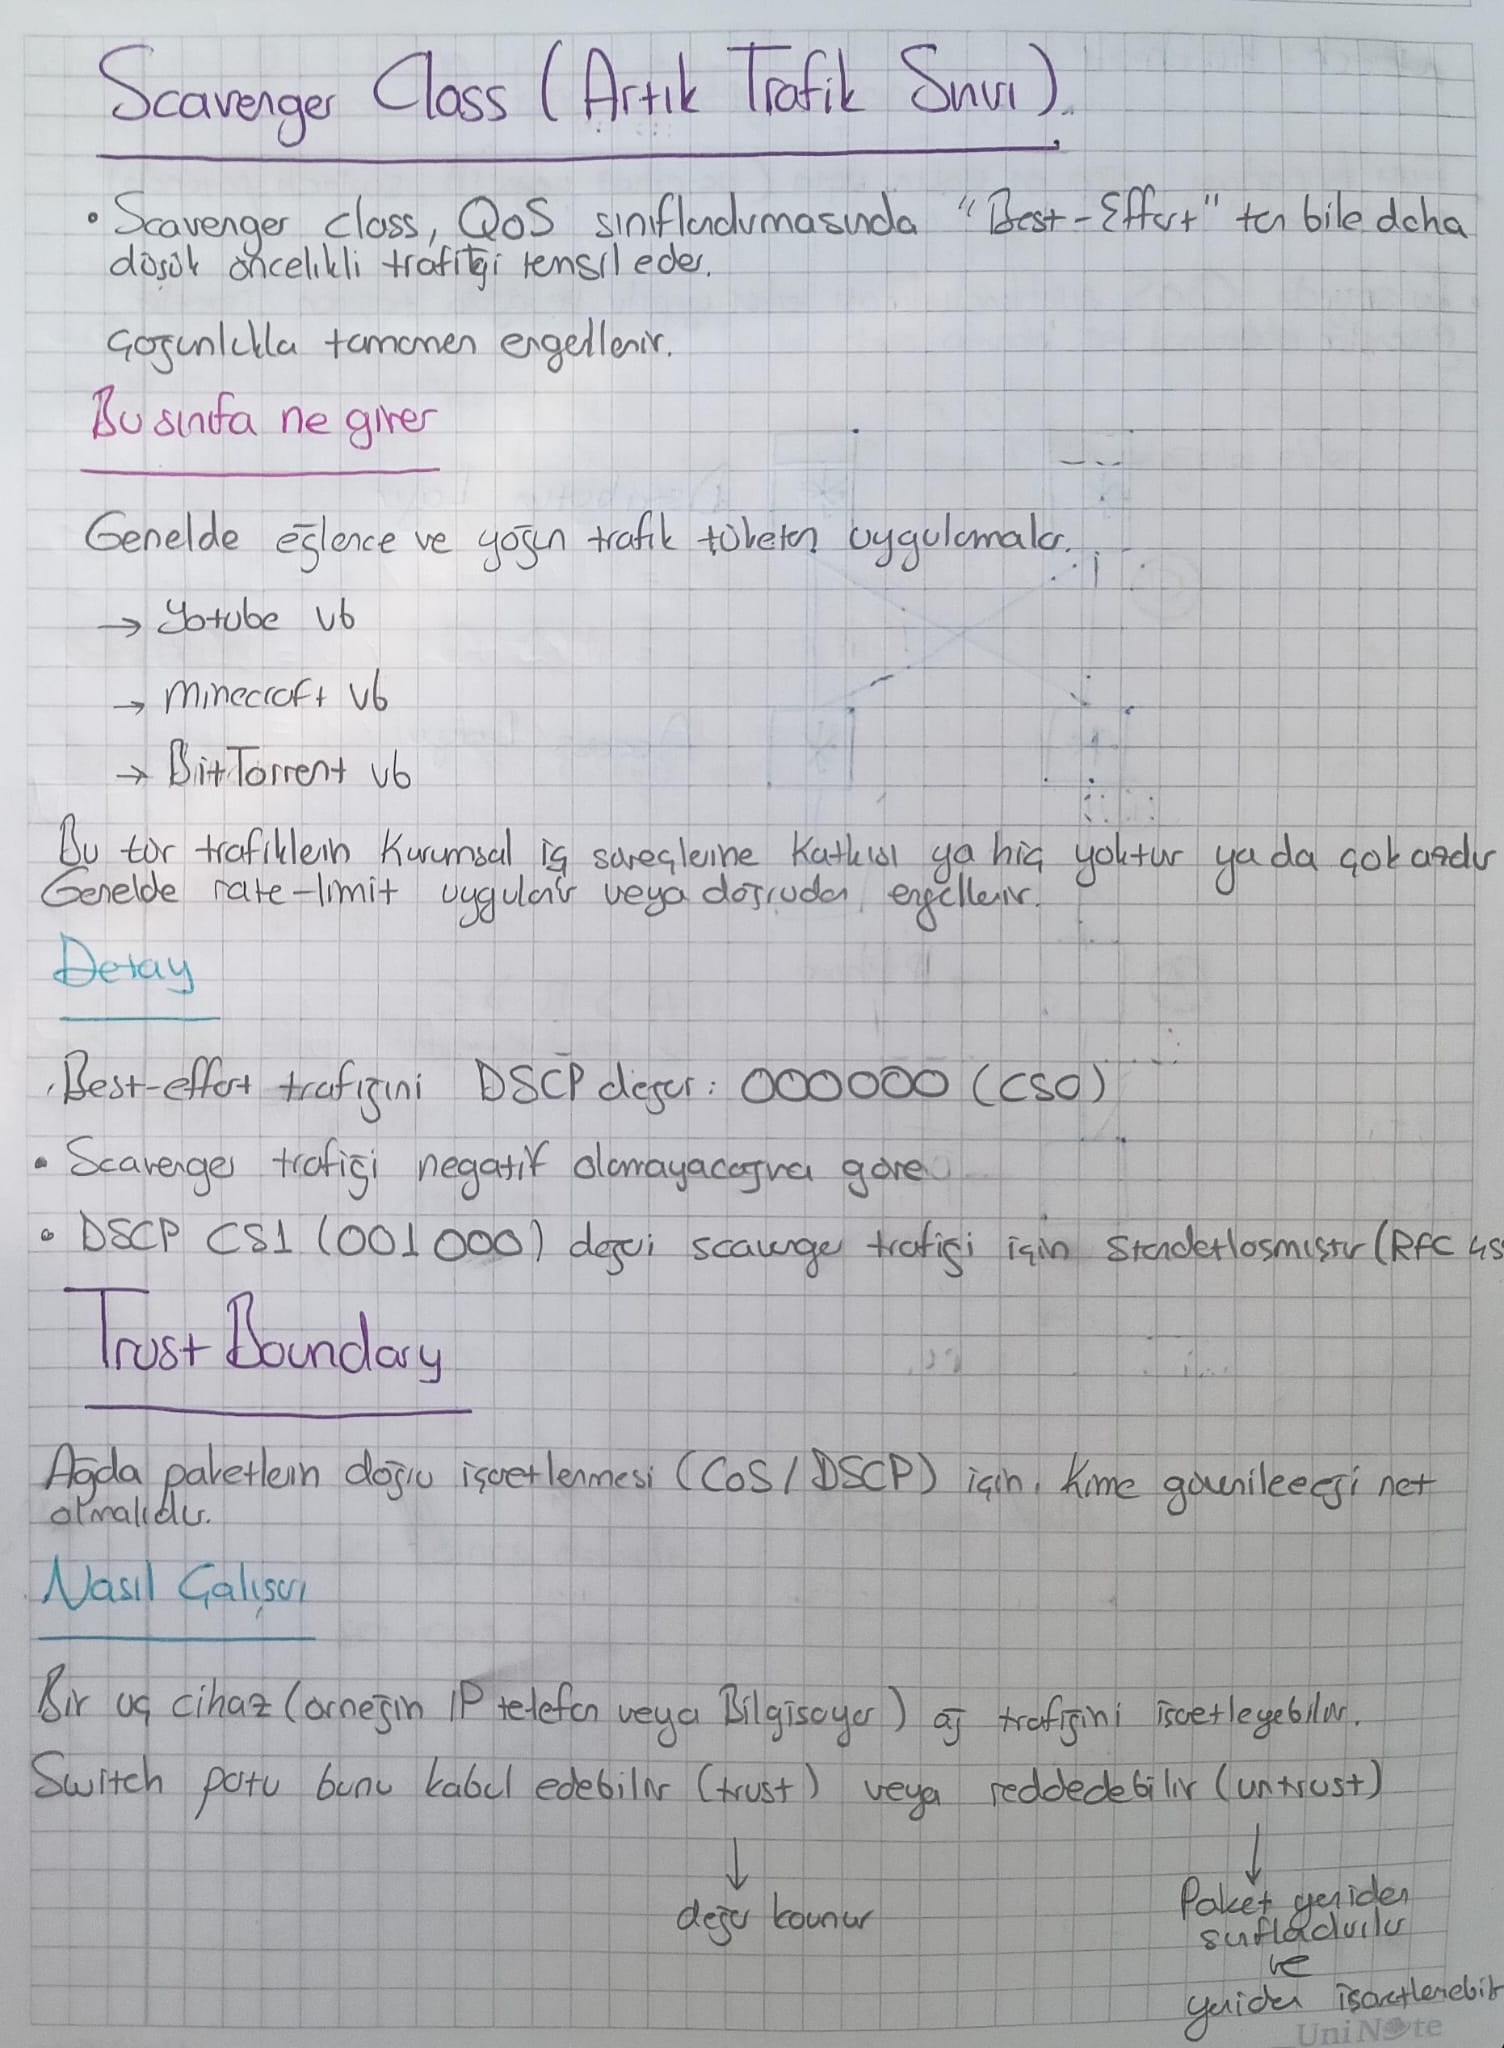 Scavenger Class (Artık Trafik Sınıfı)
• Scavenger class, QoS sınıflandırmasında "Best-Effort" ten bile daha
düşük öncelikli trafiği temsil eder.
Çoğunlukla tamamen engellenir.
Bu sınıfa ne girer
Genelde eğlence ve yoğun trafik tüketen uygulamalar.
→ Yotube vb
→ Minecraft vb
→ BitTorrent vb
Bu tür trafiklerin Kurumsal iş süreçlerine Katkısı ya hiç yoktur ya da çok azdır
Genelde rate-limit uygulanır veya doğrudan engellenir.
Detay
• Best-effort trafiğini DSCP değer: 000000 (CS0)
• Scavenger trafiği negatif olamayacağına göre
• DSCP CS1 (001000) değeri scavenger trafiği için Standartlaşmıştır (RFC 4S
Trust Boundary
Ağda paketlerin doğru işaretlenmesi (CoS/DSCP) için, Kime güvenileceği net
olmalıdır.
Nasıl Çalışır
Bir uç cihaz (örneğin IP telefon veya Bilgisayar) ağ trafiğini işaretleyebilir.
Switch portu bunu kabul edebilir (trust) veya reddedebilir (untrust)
↓ ↓
değer korunur
Paket yeniden
sınıflandırılır
ve
yeniden işaretlenebilir
UniNote